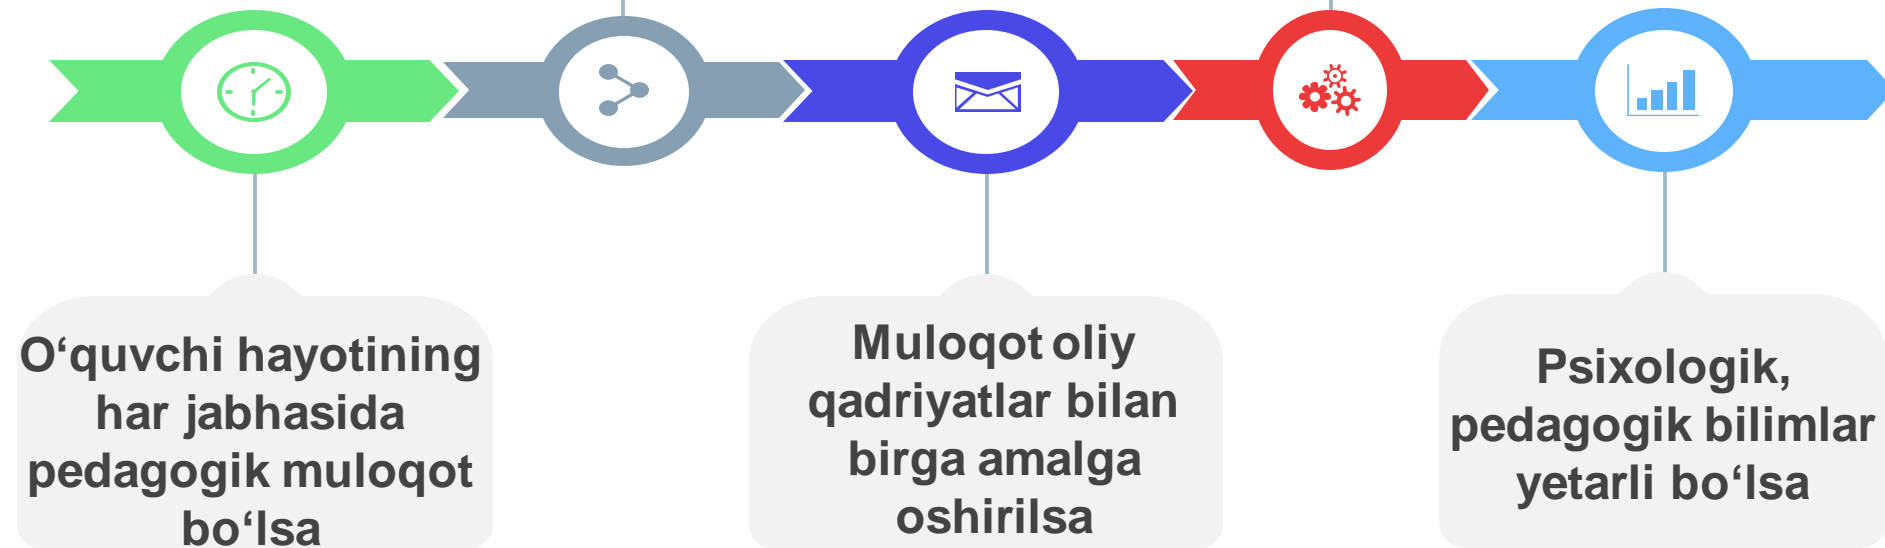 O‘quvchi hayotining
har jabhasida
pedagogik muloqot
bo‘lsa
Muloqot oliy
qadriyatlar bilan
birga amalga
oshirilsa
Psixologik,
pedagogik bilimlar
yetarli bo‘lsa